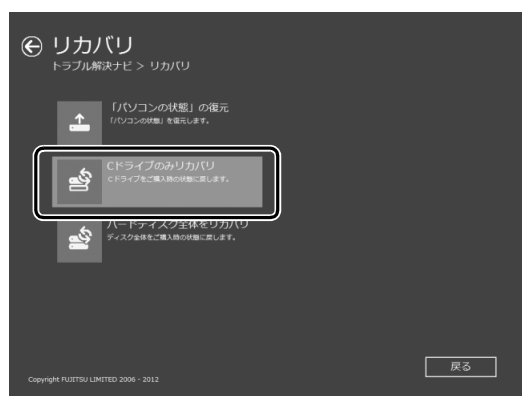 リカバリ
トラブル解決ナビ > リカバリ
「パソコンの状態」の復元
「パソコンの状態」を復元します。
Cドライブのみリカバリ
Cドライブをご購入時の状態に戻します。
ハードディスク全体をリカバリ
ディスク全体をご購入時の状態に戻します。
戻る
Copyright FUJITSU LIMITED 2006 - 2012